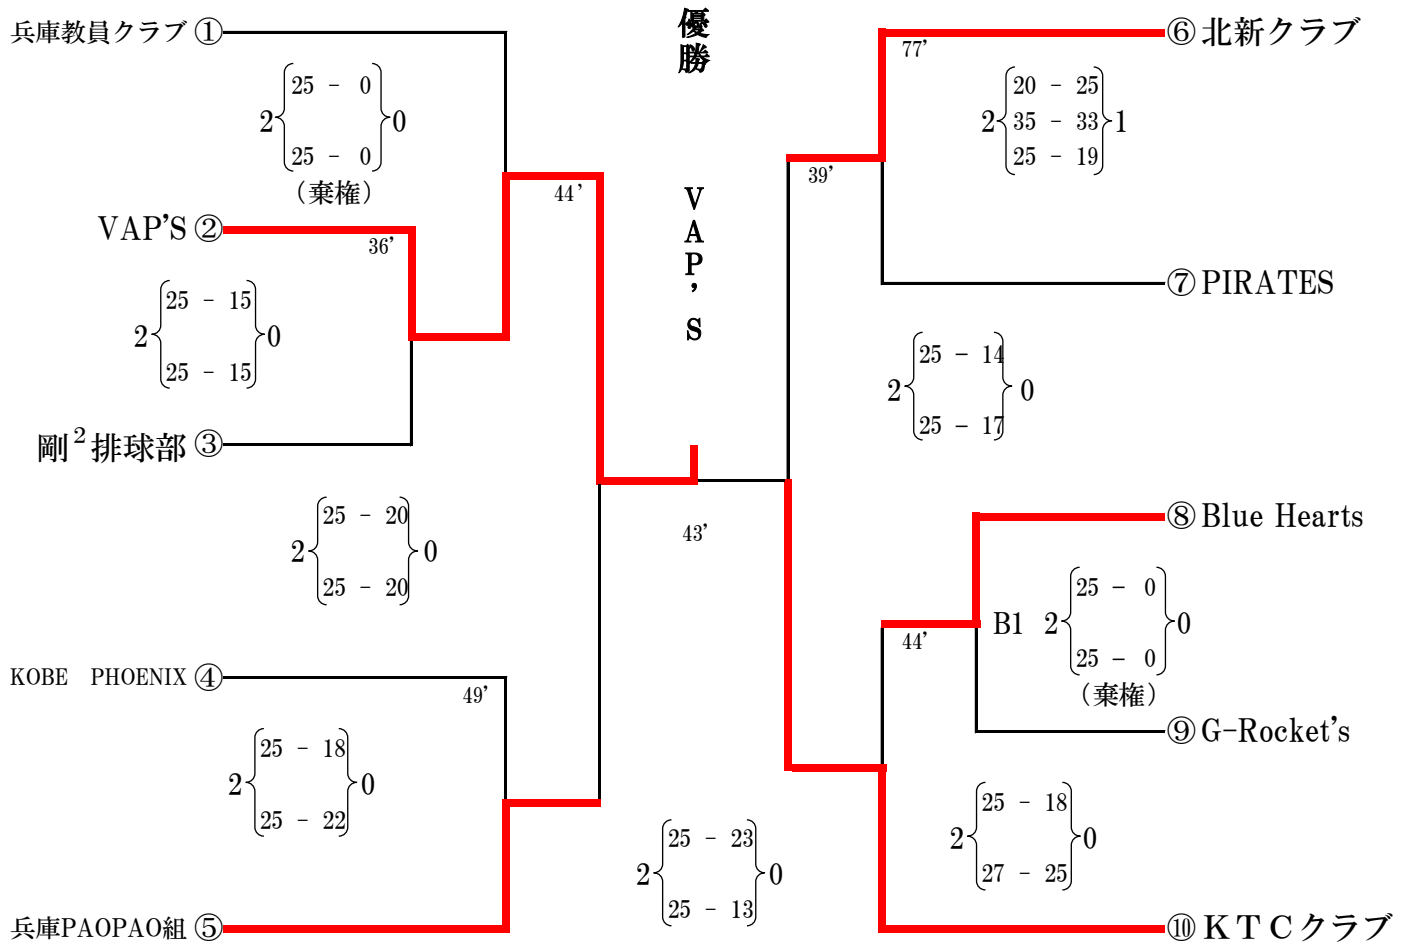 兵庫教員クラブ ①
2 25 - 0 0
25 - 0
（棄権）
VAP'S ②
36’
44’
2 25 - 15 0
25 - 15
剛²排球部 ③
2 25 - 20 0
25 - 20
KOBE　PHOENIX ④
49’
2 25 - 18 0
25 - 22
兵庫PAOPAO組 ⑤
優勝
VAP’S
43’
2 25 - 23 0
25 - 13
⑥ 北新クラブ
77’
20 - 25
2 35 - 33 1
25 - 19
39’
⑦ PIRATES
2 25 - 14 0
25 - 17
⑧ Blue Hearts
B1 2 25 - 0 0
25 - 0
（棄権）
44’
⑨ G-Rocket’s
2 25 - 18 0
27 - 25
⑩ ＫＴＣクラブ